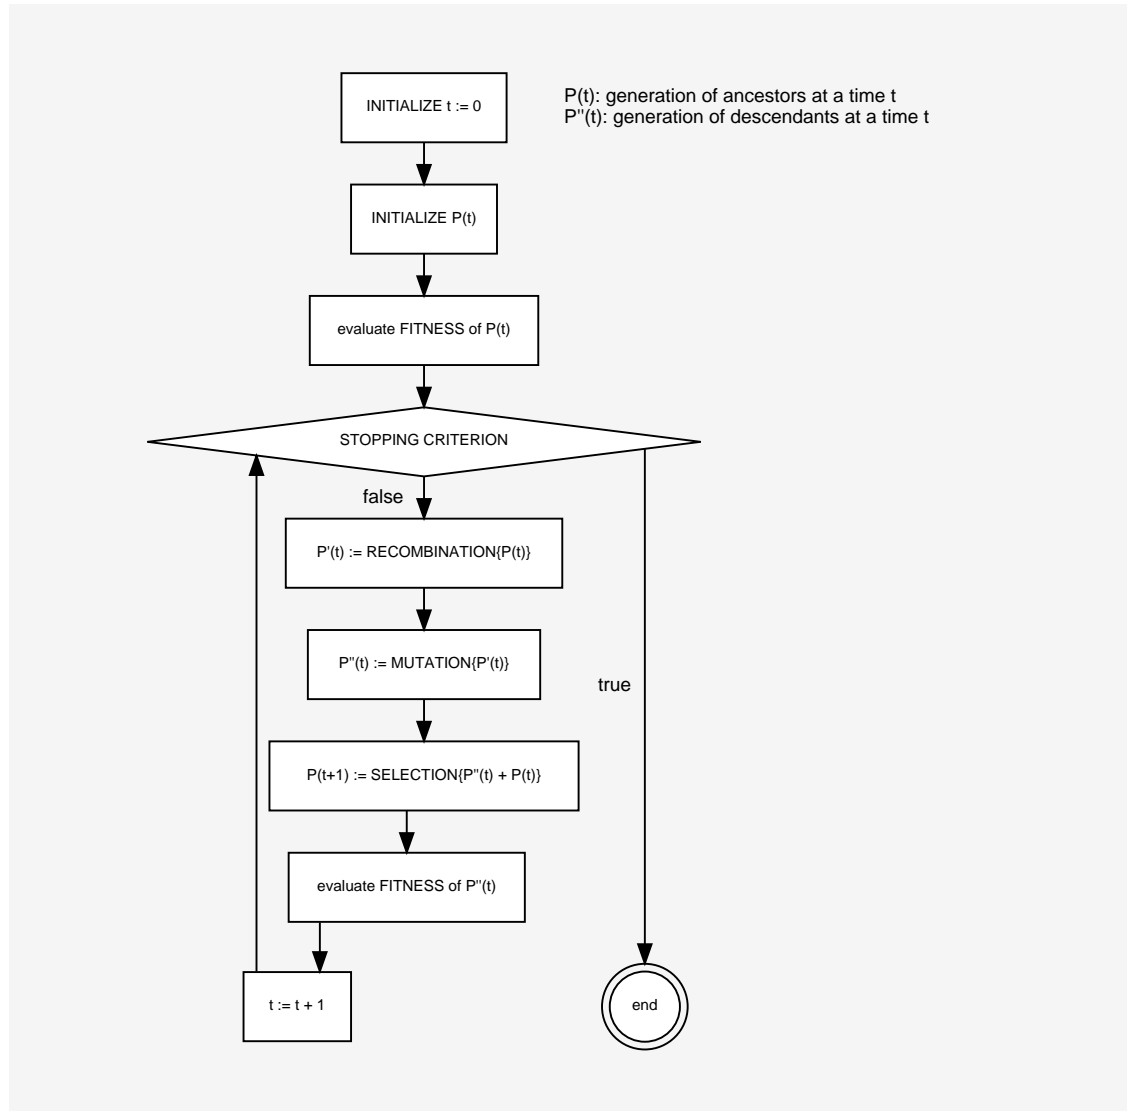 INITIALIZE t := 0
P(t): generation of ancestors at a time t
P"(t): generation of descendants at a time t
INITIALIZE P(t)
evaluate FITNESS of P(t)
STOPPING CRITERION
false
P'(t) := RECOMBINATION{P(t)}
P"(t) := MUTATION{P'(t)}
true
P(t+1) := SELECTION{P"(t) + P(t)}
evaluate FITNESS of P"(t)
t := t + 1
end